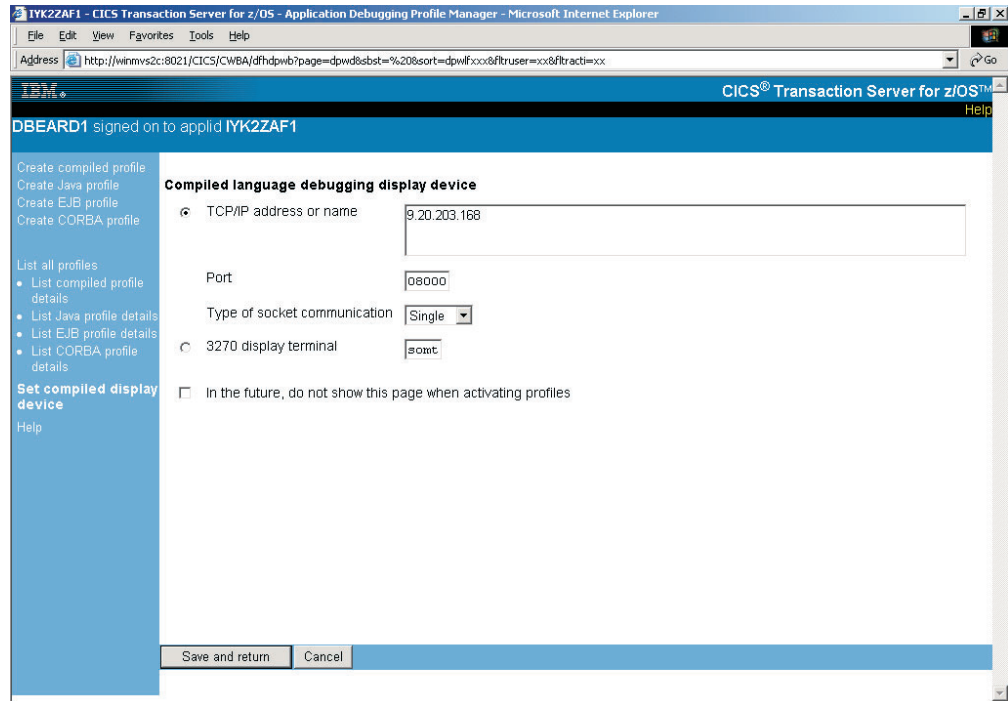 IYK2ZAF1 - CICS Transaction Server for z/OS - Application Debugging Profile Manager - Microsoft Internet Explorer
File Edit View Favorites Tools Help
Address http://winmvs2c:8021/CICS/CWBA/dfhdpwb?page=dpwd&sbst=%208sort=dpwlfxxx&fltruser=xx&fltracti=xx Go
IBM® CICS® Transaction Server for z/OS™
Help
DBEARD1 signed on to applid IYK2ZAF1
Create compiled profile
Create Java profile
Create EJB profile
Create CORBA profile
List all profiles
• List compiled profile
details
• List Java profile details
• List EJB profile details
• List CORBA profile
details
Set compiled display
device
Help
Compiled language debugging display device
TCP/IP address or name 9.20.203.168
Port 08000
Type of socket communication Single
3270 display terminal somt
In the future, do not show this page when activating profiles
Save and return Cancel